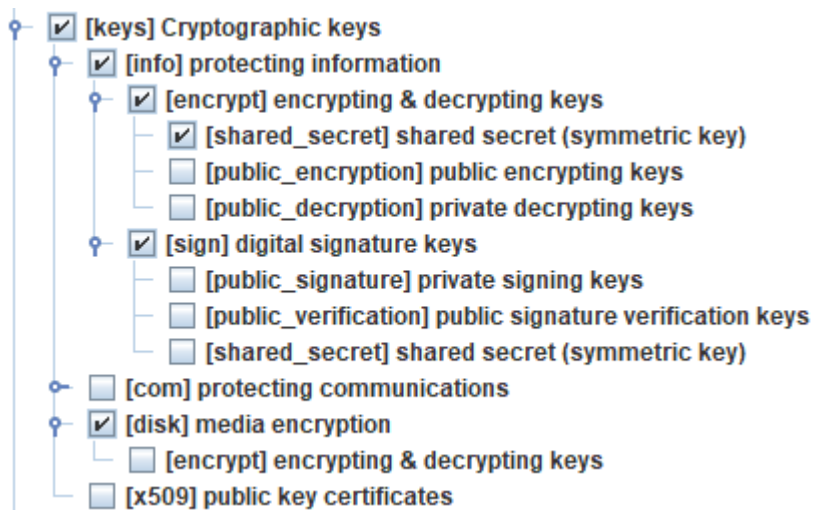 [keys] Cryptographic keys
[info] protecting information
[encrypt] encrypting & decrypting keys
[shared_secret] shared secret (symmetric key)
[public_encryption] public encrypting keys
[public_decryption] private decrypting keys
[sign] digital signature keys
[public_signature] private signing keys
[public_verification] public signature verification keys
[shared_secret] shared secret (symmetric key)
[com] protecting communications
[disk] media encryption
[encrypt] encrypting & decrypting keys
[x509] public key certificates